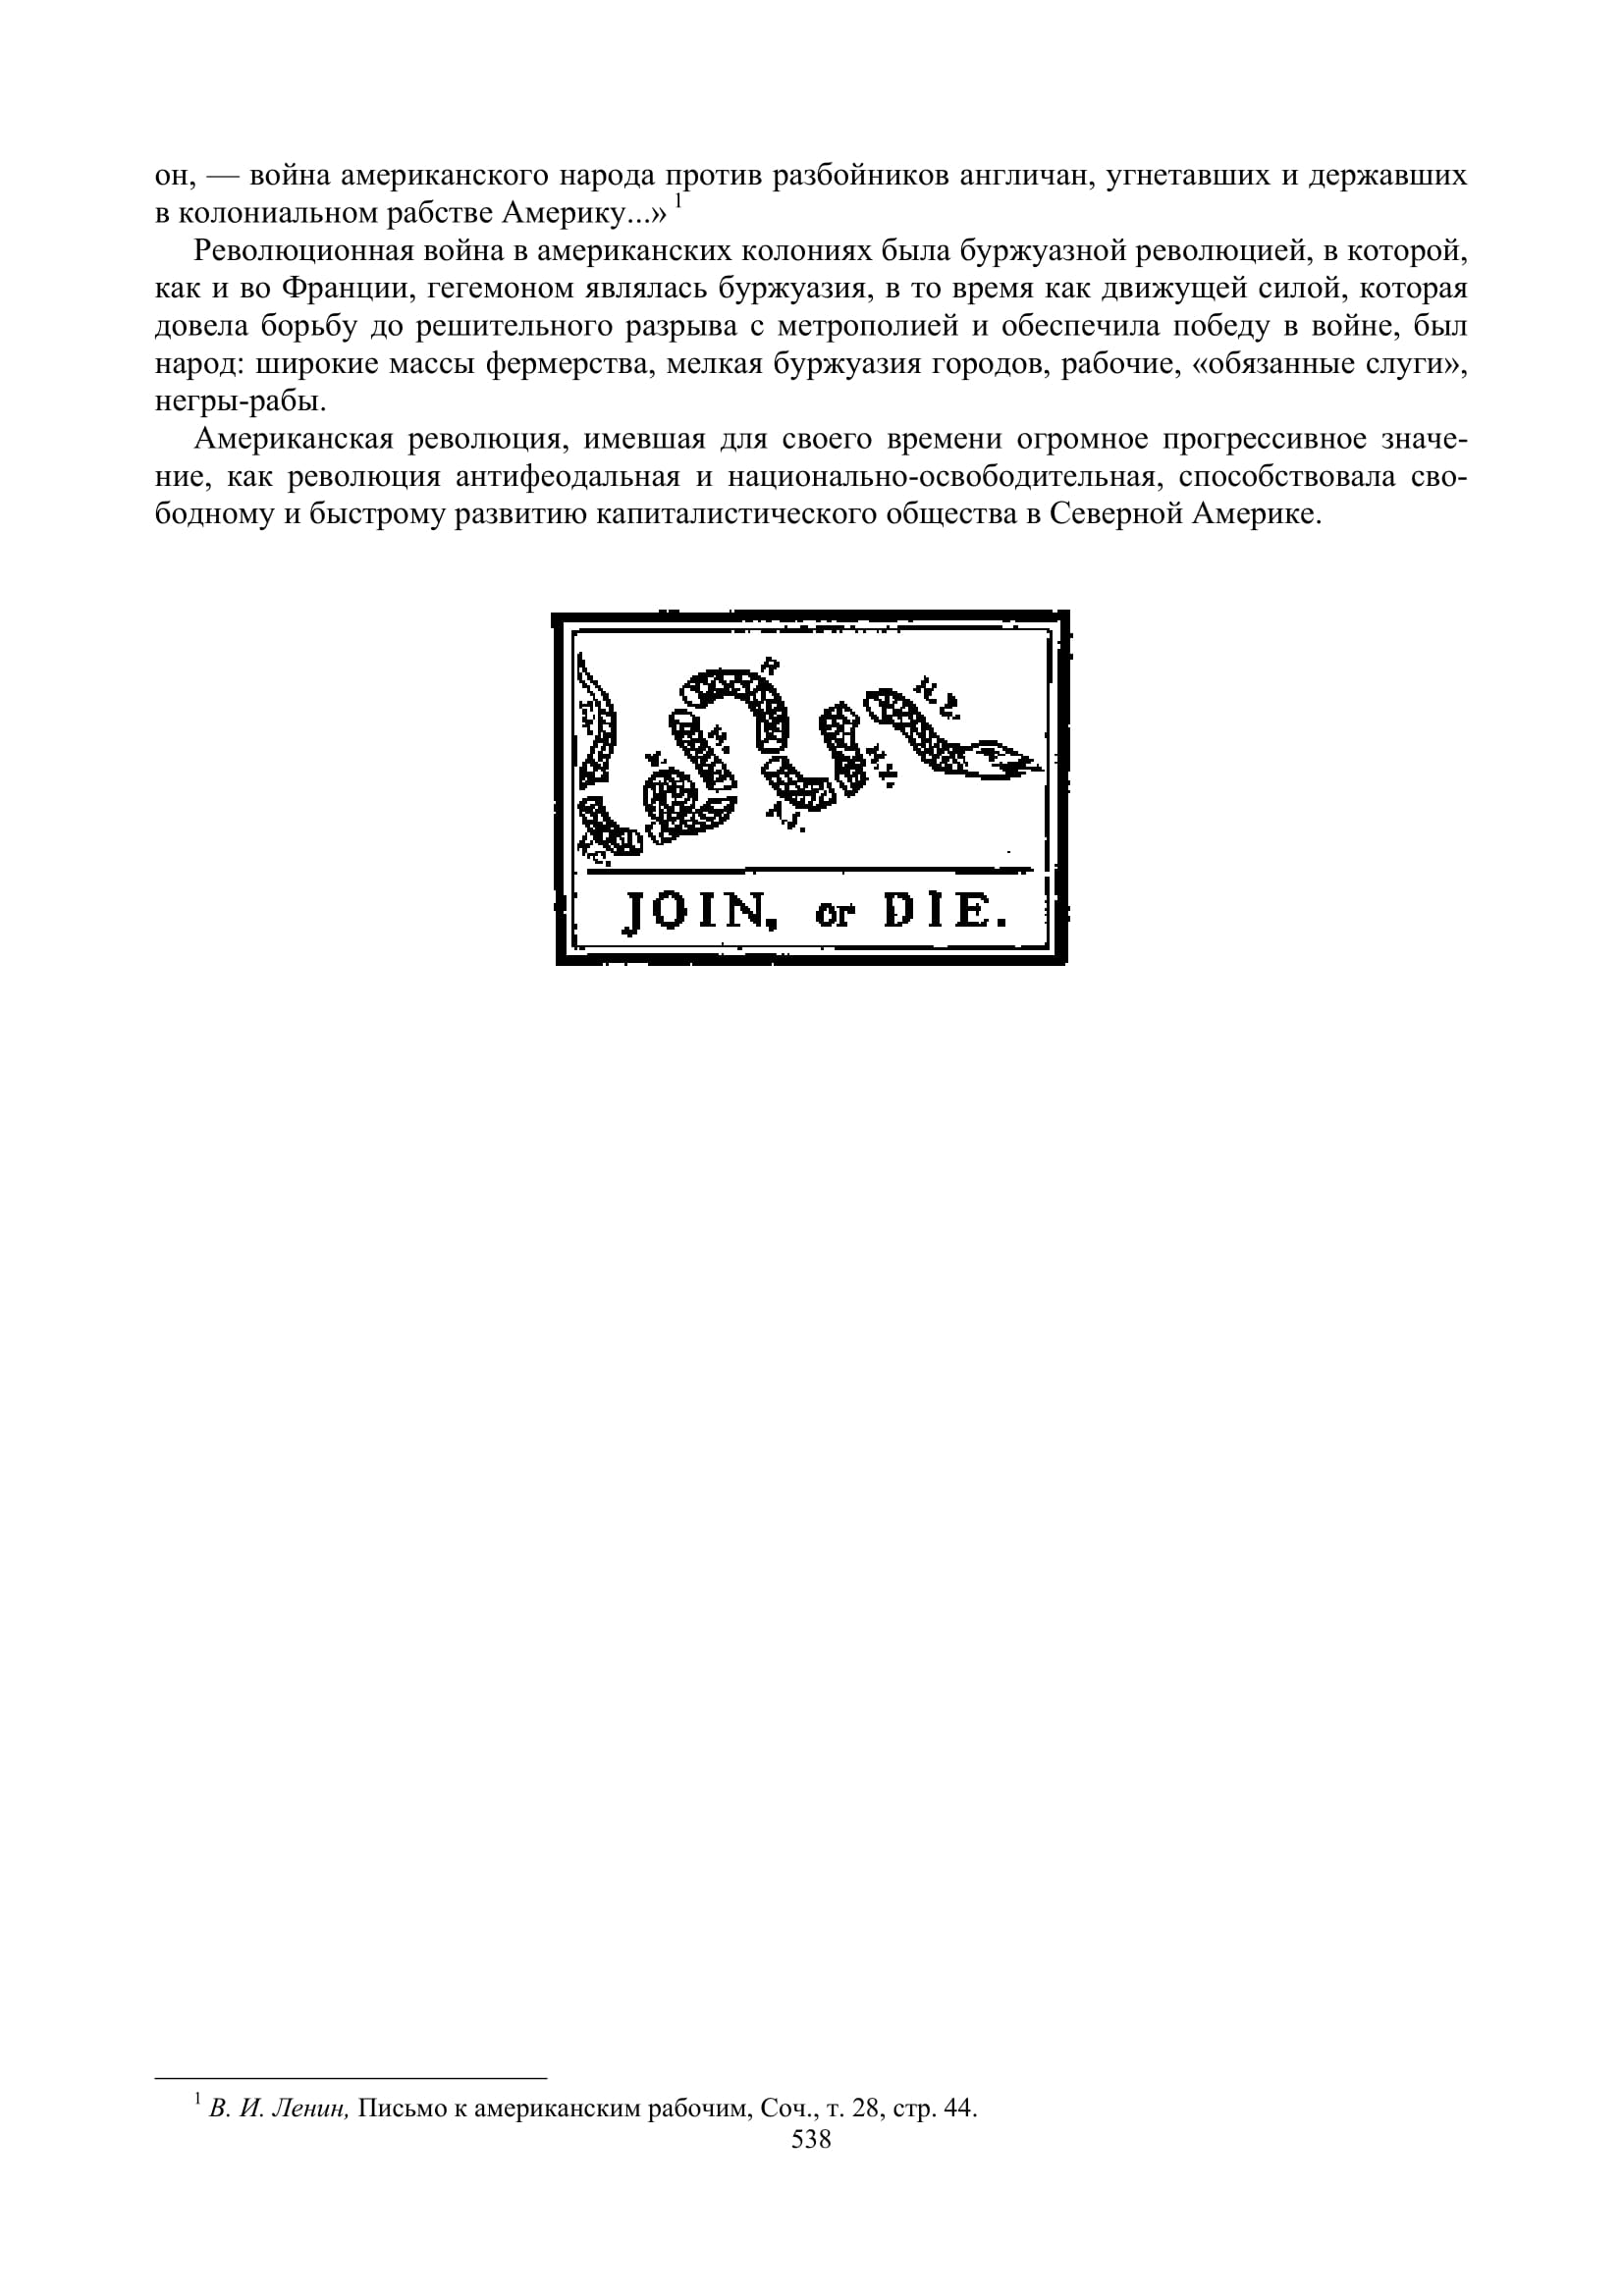 он, — война американского народа против разбойников англичан, угнетавших и державших
в колониальном рабстве Америку...» 1
Революционная война в американских колониях была буржуазной революцией, в которой,
как и во Франции, гегемоном являлась буржуазия, в то время как движущей силой, которая
довела борьбу до решительного разрыва с метрополией и обеспечила победу в войне, был
народ: широкие массы фермерства, мелкая буржуазия городов, рабочие, «обязанные слуги»,
негры-рабы.
Американская революция, имевшая для своего времени огромное прогрессивное значе-
ние, как революция антифеодальная и национально-освободительная, способствовала сво-
бодному и быстрому развитию капиталистического общества в Северной Америке.
JOIN, or DIE.
1 В. И. Ленин, Письмо к американским рабочим, Соч., т. 28, стр. 44.
538